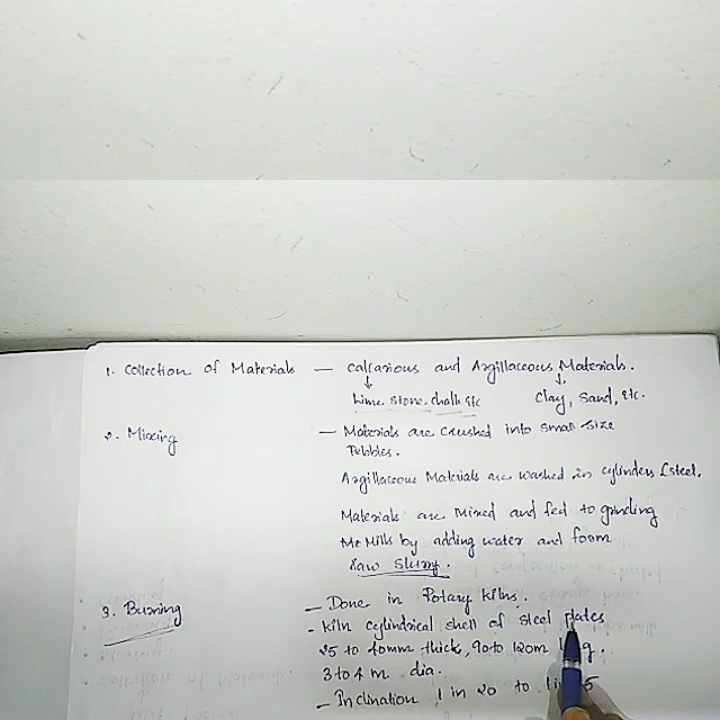 1. Collection of Materials — Calcarious and Argillaceous Materials.
↓ ↓
Lime stone, chalk etc Clay, Sand, etc.
2. Mixing — Materials are crushed into small size
Pebbles.
Argillaceous Materials are washed in cylinders steel.
Materials are Mixed and fed to grinding
Mills by adding water and form
raw Slurry.
3. Burning — Done in Rotary Kilns.
- Kiln cylindrical shell of steel plates
25 to 40mm thick, 90 to 120m
3 to 4 m dia.
- Inclination 1 in 20 to 1 in